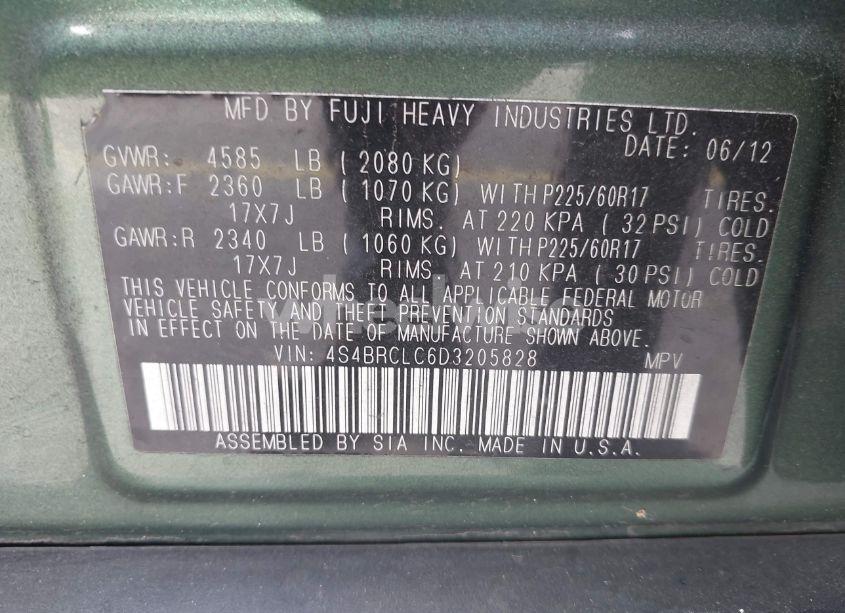 MFD BY FUJI HEAVY INDUSTRIES LTD.
DATE: 06/12
GVWR: 4585 LB ( 2080 KG)
GAWR:F 2360 LB ( 1070 KG) WITH P225/60R17 TIRES.
17X7J RIMS. AT 220 KPA ( 32 PSI) COLD
GAWR:R 2340 LB ( 1060 KG) WITH P225/60R17 TIRES.
17X7J RIMS. AT 210 KPA ( 30 PSI) COLD
THIS VEHICLE CONFORMS TO ALL APPLICABLE FEDERAL MOTOR
VEHICLE SAFETY AND THEFT PREVENTION STANDARDS
IN EFFECT ON THE DATE OF MANUFACTURE SHOWN ABOVE.
VIN: 4S4BRCLC6D3205828 MPV
ASSEMBLED BY SIA INC. MADE IN U.S.A.